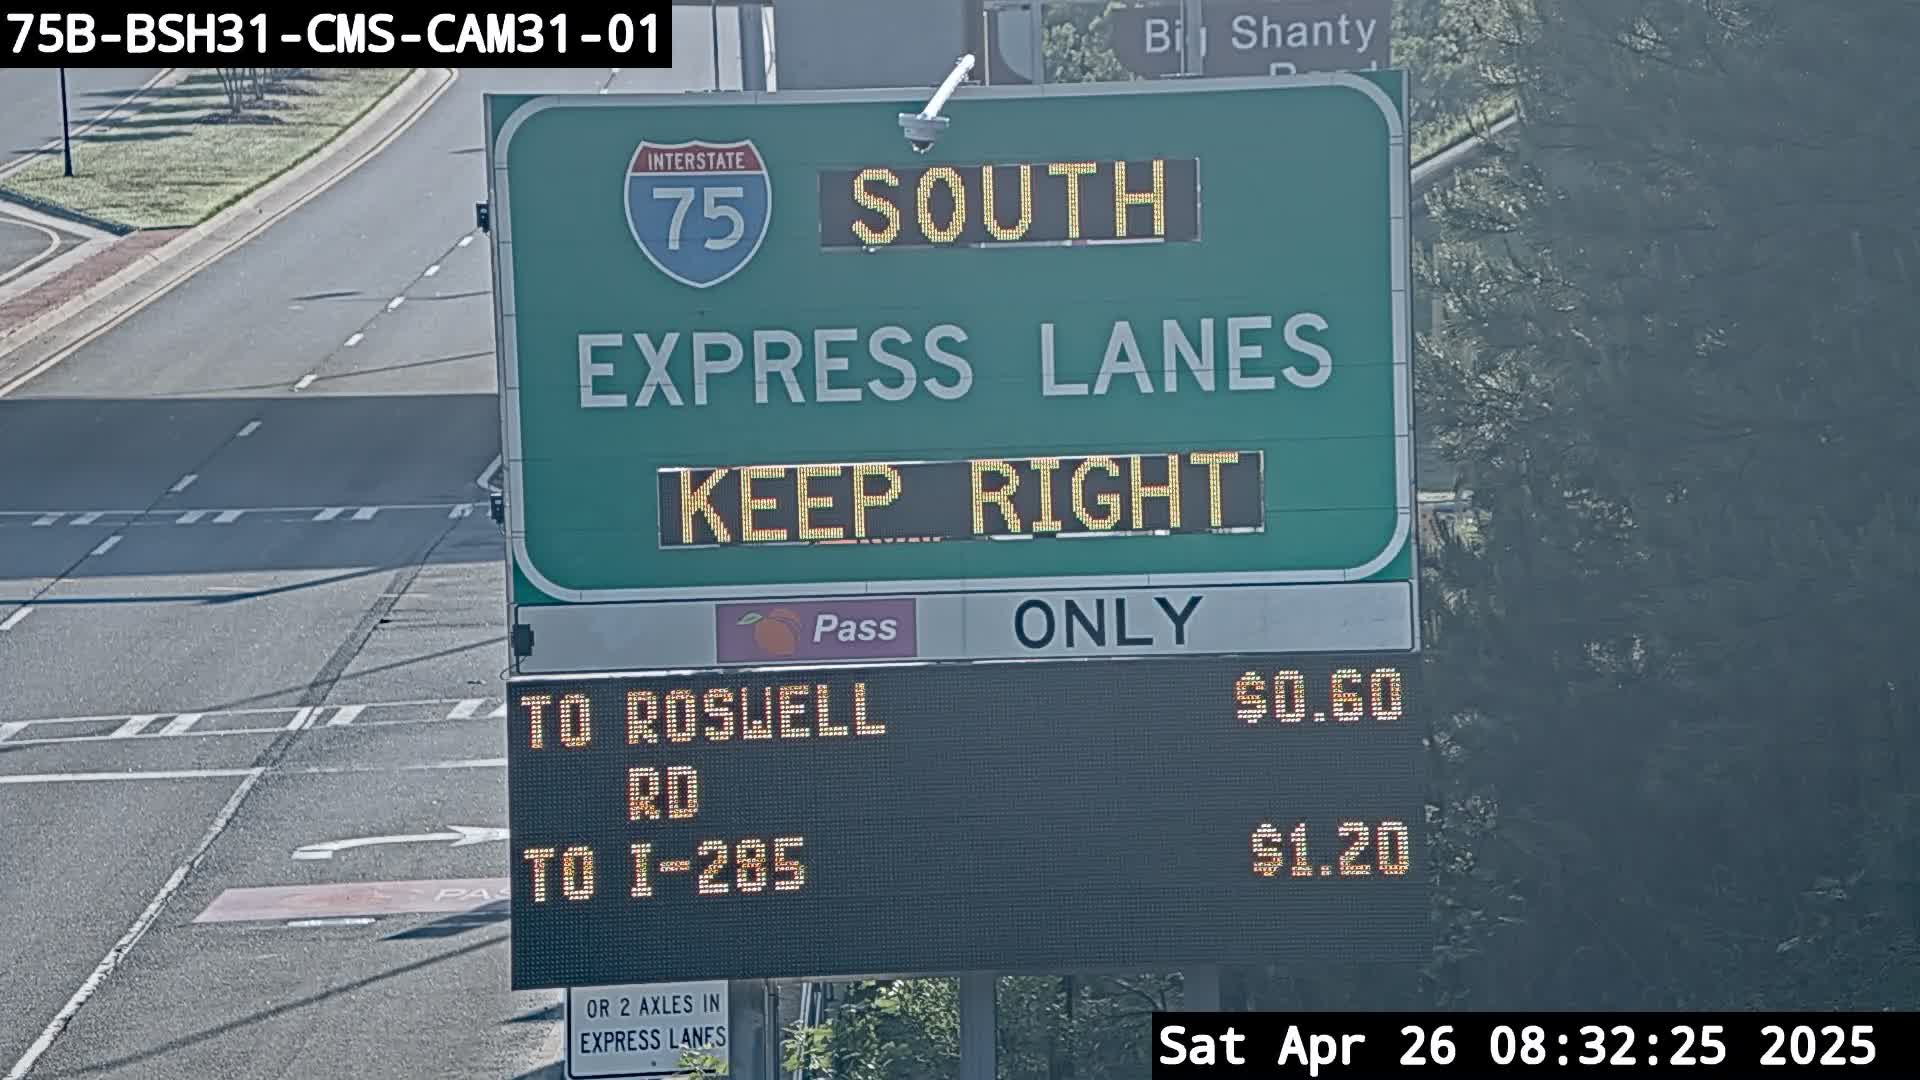 75B-BSH31-CMS-CAM31-01
Big Shanty
INTERSTATE
75
SOUTH
EXPRESS LANES
KEEP RIGHT
Pass ONLY
TO ROSWELL $0.60
RD
TO I-285 $1.20
OR 2 AXLES IN
EXPRESS LANES
Sat Apr 26 08:32:25 2025